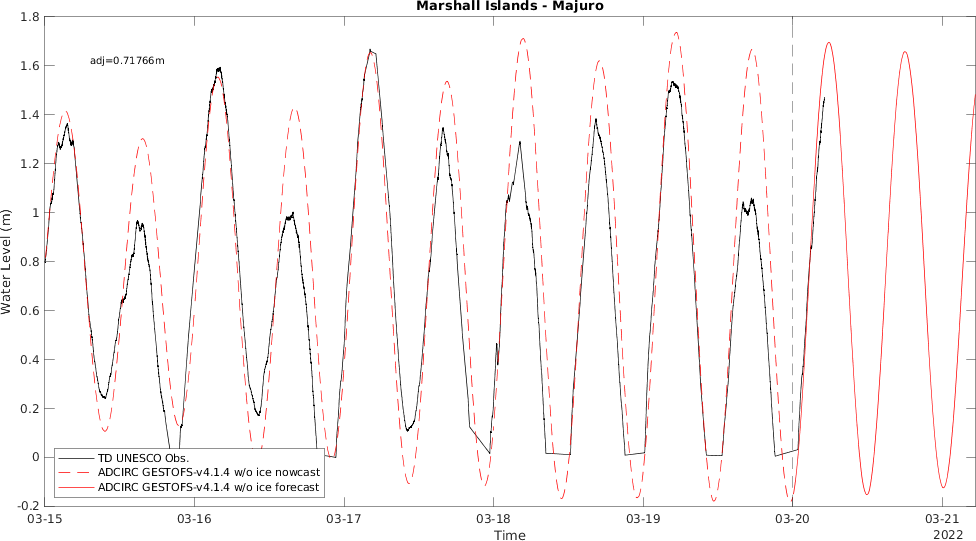 Marshall Islands - Majuro
1.8
adj=0.71766m
1.6
1.4
1.2
1
0.8
0.6
0.4
0.2
0
-0.2
Water Level (m)
TD UNESCO Obs.
ADCIRC GESTOFS-v4.1.4 w/o ice nowcast
ADCIRC GESTOFS-v4.1.4 w/o ice forecast
03-15 03-16 03-17 03-18 03-19 03-20 03-21
Time
2022